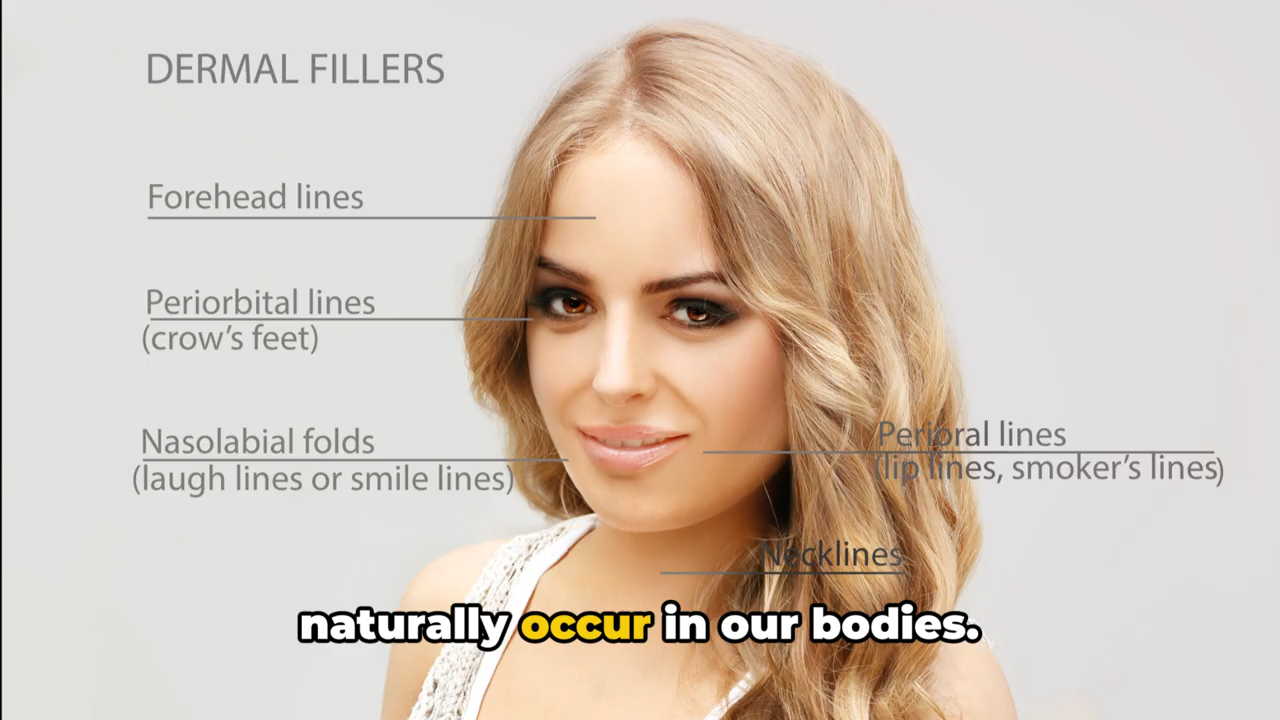 DERMAL FILLERS
Forehead lines
Periorbital lines
(crow's feet)
Nasolabial folds
(laugh lines or smile lines)
Perioral lines
(lip lines, smoker's lines)
Necklines
naturally occur in our bodies.